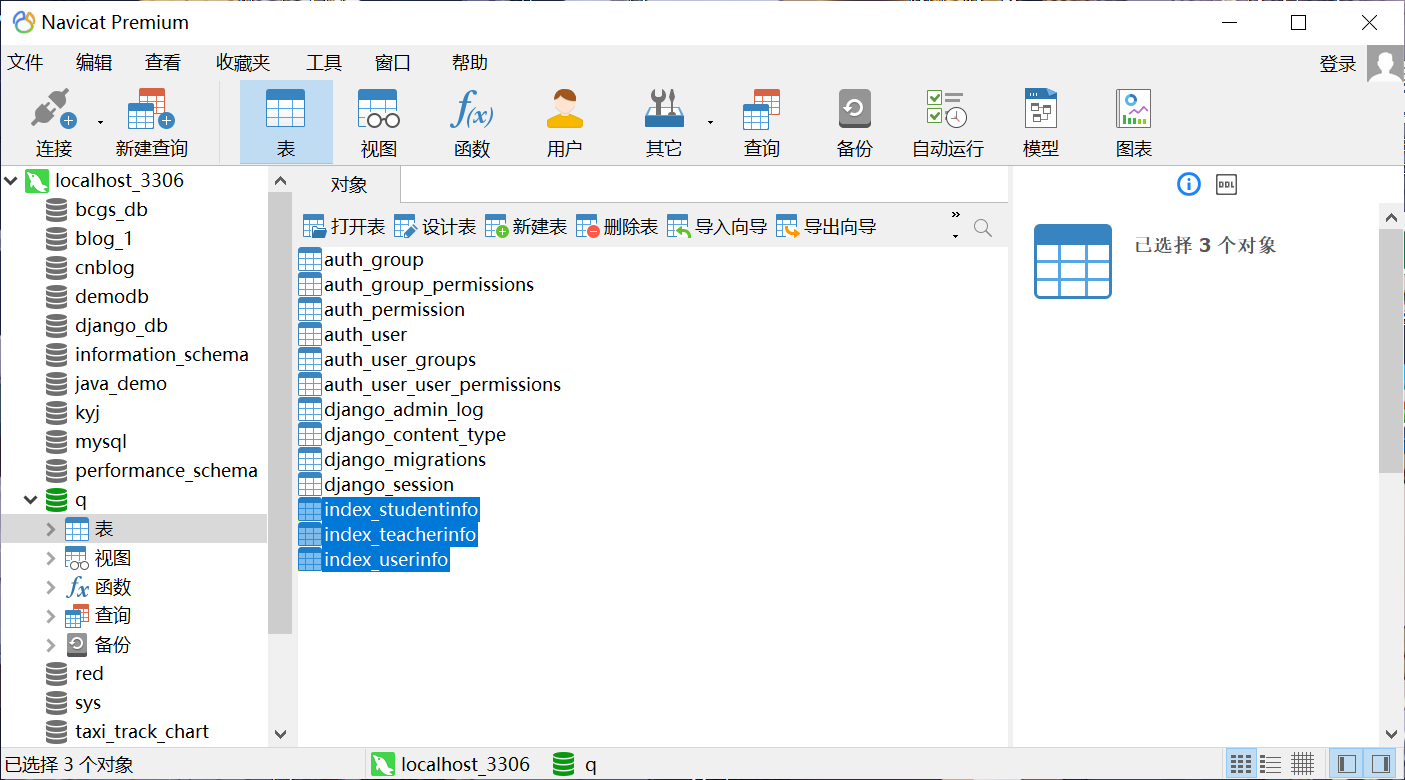 Navicat Premium
文件 编辑 查看 收藏夹 工具 窗口 帮助 登录
连接 新建查询 表 视图 函数 用户 其它 查询 备份 自动运行 模型 图表
localhost_3306
bcgs_db
blog_1
cnblog
demodb
django_db
information_schema
java_demo
kyj
mysql
performance_schema
q
表
视图
函数
查询
备份
red
sys
taxi_track_chart
对象
打开表 设计表 新建表 删除表 导入向导 导出向导 »
auth_group
auth_group_permissions
auth_permission
auth_user
auth_user_groups
auth_user_user_permissions
django_admin_log
django_content_type
django_migrations
django_session
index_studentinfo
index_teacherinfo
index_userinfo
DDL
已选择 3 个对象
已选择 3 个对象 localhost_3306 q